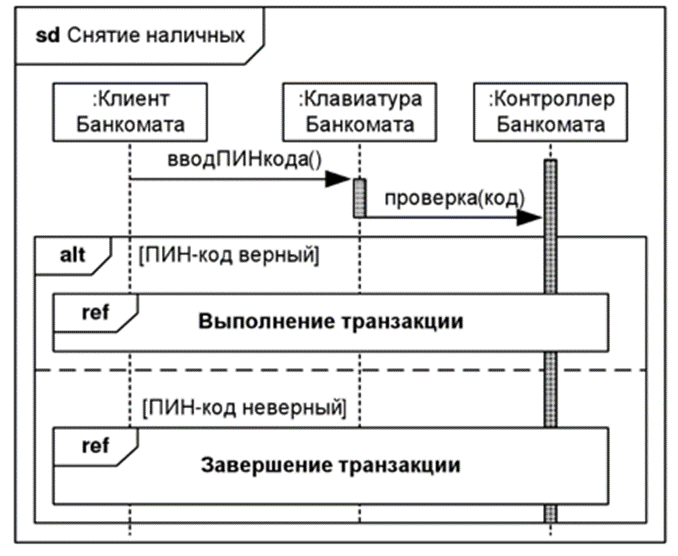 sd Снятие наличных
:Клиент
Банкомата
:Клавиатура
Банкомата
:Контроллер
Банкомата
вводПИНкода()
проверка(код)
alt [ПИН-код верный]
ref Выполнение транзакции
[ПИН-код неверный]
ref
Завершение транзакции